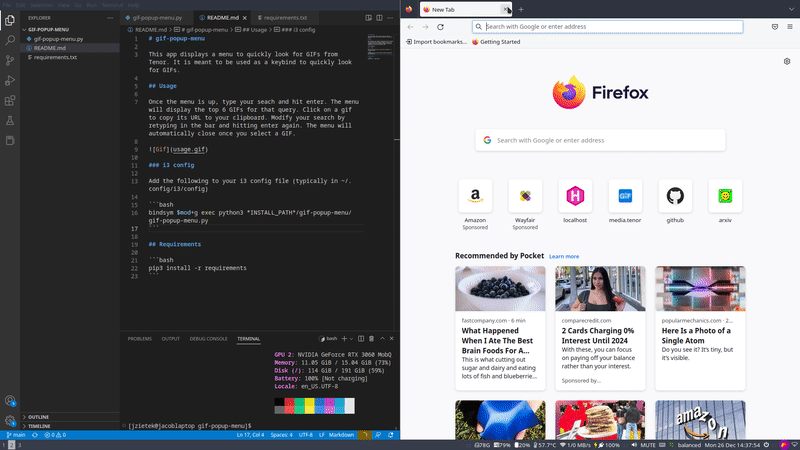 File Edit Selection View Go Run Terminal Help
EXPLORER
GIF-POPUP-MENU
gif-popup-menu.py
README.md
requirements.txt
OUTLINE
TIMELINE
gif-popup-menu.py
README.md
requirements.txt
README.md > # gif-popup-menu > ## Usage > ### i3 config
1 # gif-popup-menu
2
3 This app displays a menu to quickly look for GIFs from
Tenor. It is meant to be used as a keybind to quickly look
for GIFs.
4
5 ## Usage
6
7 Once the menu is up, type your seach and hit enter. The menu
will display the top 6 GIFs for that query. Click on a gif
to copy its URL to your clipboard. Modify your search by
retyping in the bar and hitting enter again. The menu will
automatically close once you select a GIF.
8
9 ![Gif](usage.gif)
10
11 ### i3 config
12
13 Add the following to your i3 config file (typically in ~/.
config/i3/config)
14
15 ```bash
16 bindsym $mod+g exec python3 *INSTALL_PATH*/gif-popup-menu/
gif-popup-menu.py
17 ```
18
19 ## Requirements
20
21 ```bash
22 pip3 install -r requirements
23 ```
PROBLEMS OUTPUT DEBUG CONSOLE TERMINAL
bash
GPU 2: NVIDIA GeForce RTX 3060 MobQ
Memory: 11.05 GiB / 15.04 GiB (73%)
Disk (/): 114 GiB / 191 GiB (59%)
Battery: 100% [Not charging]
Locale: en_US.UTF-8
[jzietek@jacoblaptop gif-popup-menu]$
main 0 0
Ln 17, Col 4 Spaces: 4 UTF-8 LF Markdown
New Tab
Search with Google or enter address
Import bookmarks... Getting Started
Firefox
Search with Google or enter address
Amazon
Sponsored
Wayfair
Sponsored
localhost
media.tenor
github
arxiv
Recommended by Pocket Learn more
fastcompany.com · 6 min
What Happened
When I Ate The Best
Brain Foods For A...
This is what cutting out
sugar and dairy and eating
lots of fish and blueberrie...
comparecredit.com
2 Cards Charging 0%
Interest Until 2024
With these, you can focus
on paying off your balance
rather than your interest.
Sponsored by...
popularmechanics.com · 2...
Here Is a Photo of a
Single Atom
Do you see it? It's tiny, but
it's visible.
amazon
1 2 3
78G 79% 20% 57.7°C 1/0 MB/s 100% MUTE balanced Mon 26 Dec 14:37:54